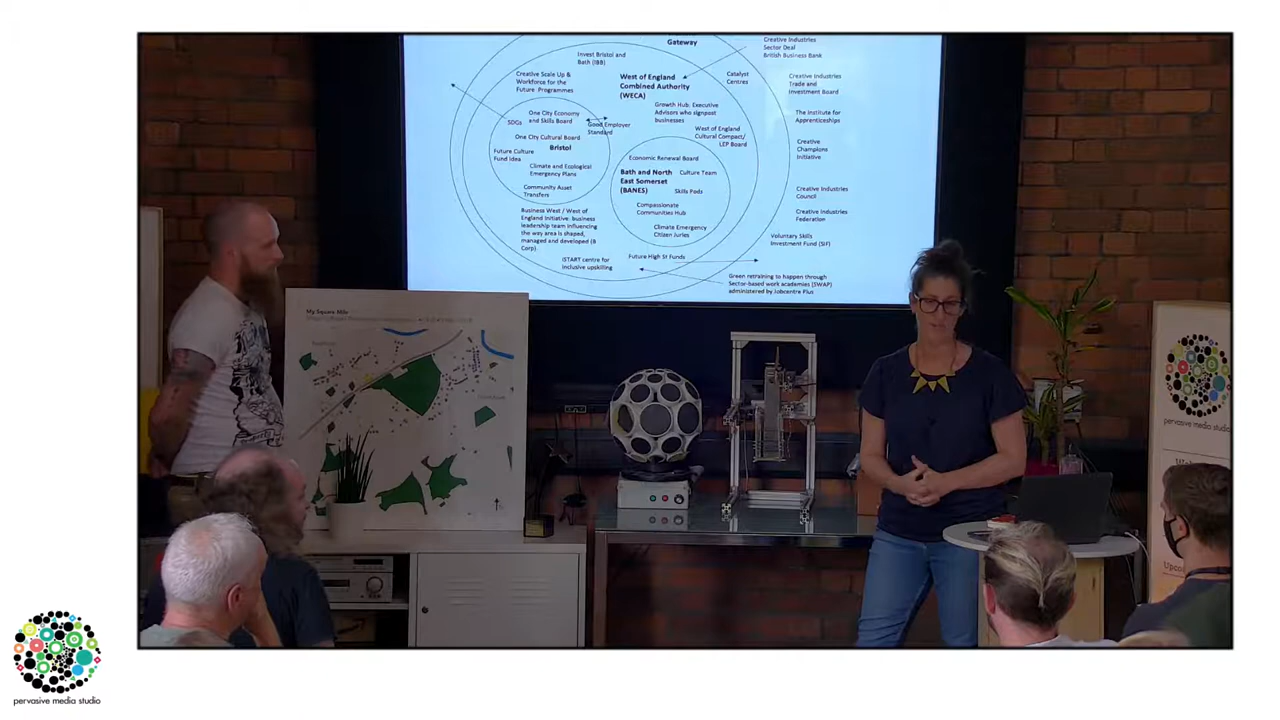 Gateway
Creative Industries
Sector Deal
British Business Bank
Invest Bristol and
Bath (IBB)
Creative Scale Up &
Workforce for the
Future Programmes
West of England
Combined Authority
(WECA)
Catalyst
Centres
Creative Industries
Trade and
Investment Board
Growth Hub: Executive
Advisors who signpost
businesses
The Institute for
Apprenticeships
SDGs
One City Economy
and Skills Board
Good Employer
Standard
West of England
Cultural Compact/
LEP Board
One City Cultural Board
Bristol
Future Culture
Fund Idea
Creative
Champions
Initiative
Economic Renewal Board
Climate and Ecological
Emergency Plans
Bath and North
East Somerset
(BANES)
Culture Team
Skills Pods
Community Asset
Transfers
Creative Industries
Council
Compassionate
Communities Hub
Creative Industries
Federation
Business West / West of
England Initiative: business
leadership team influencing
the way area is shaped,
managed and developed (B
Corp)
Climate Emergency
Citizen Juries
Voluntary Skills
Investment Fund (SIF)
iSTART centre for
inclusive upskilling
Future High St Funds
Green retraining to happen through
Sector-based work academies (SWAP)
administered by Jobcentre Plus
My Square Mile
pervasive media studio
pervasive media studio